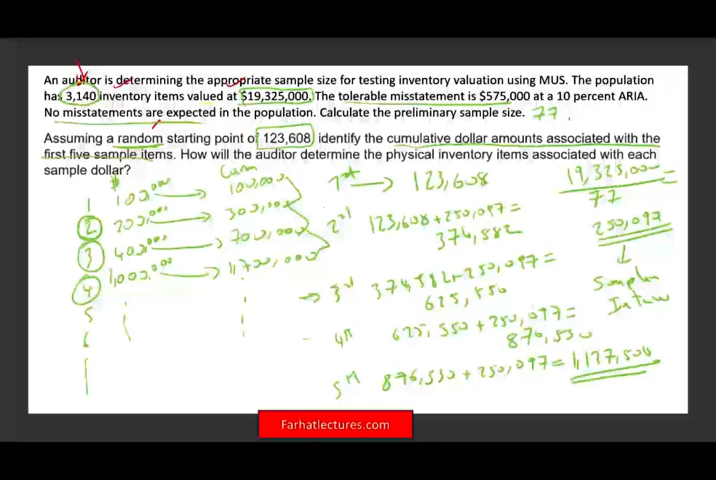 An auditor is determining the appropriate sample size for testing inventory valuation using MUS. The population
has 3,140 inventory items valued at $19,325,000. The tolerable misstatement is $575,000 at a 10 percent ARIA.
No misstatements are expected in the population. Calculate the preliminary sample size. 77.
Assuming a random starting point of 123,608 identify the cumulative dollar amounts associated with the
first five sample items. How will the auditor determine the physical inventory items associated with each
sample dollar?
$ Cum
1 100,000 100,000
2 200,000 300,000
3 400,000 700,000
4 1,000,000 1,700,000
5
6
1st 123,608
2nd 123,608+250,097=
374,582
3rd 374,582+250,097=
625,550
4th 625,550+250,097=
876,530
5th 876,530+250,097=1,127,508
19,325,000
77
250,097
Farhatlectures.com